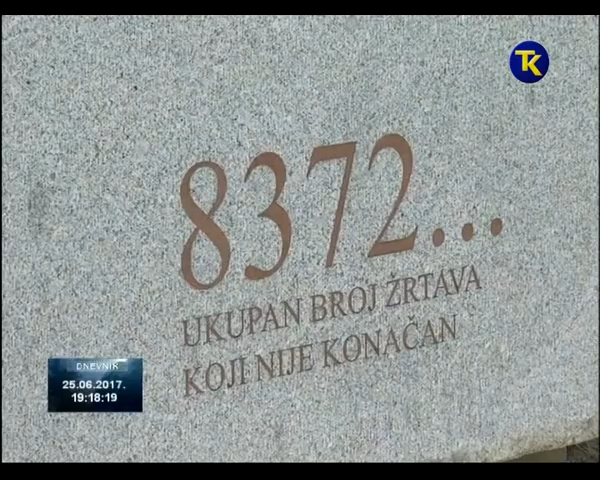 TK
8372...
UKUPAN BROJ ŽRTAVA
KOJI NIJE KONAČAN
DNEVNIK
25.06.2017.
19:18:19